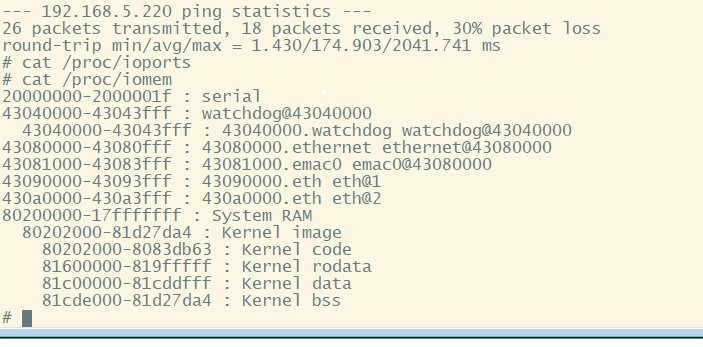 --- 192.168.5.220 ping statistics ---
26 packets transmitted, 18 packets received, 30% packet loss
round-trip min/avg/max = 1.430/174.903/2041.741 ms
# cat /proc/ioports
# cat /proc/iomem
20000000-2000001f : serial
43040000-43043fff : watchdog@43040000
  43040000-43043fff : 43040000.watchdog watchdog@43040000
43080000-43080fff : 43080000.ethernet ethernet@43080000
43081000-43083fff : 43081000.emac0 emac0@43080000
43090000-43093fff : 43090000.eth eth@1
430a0000-430a3fff : 430a0000.eth eth@2
80200000-17fffffff : System RAM
  80202000-81d27da4 : Kernel image
    80202000-8083db63 : Kernel code
    81600000-819fffff : Kernel rodata
    81c00000-81cddfff : Kernel data
    81cde000-81d27da4 : Kernel bss
#